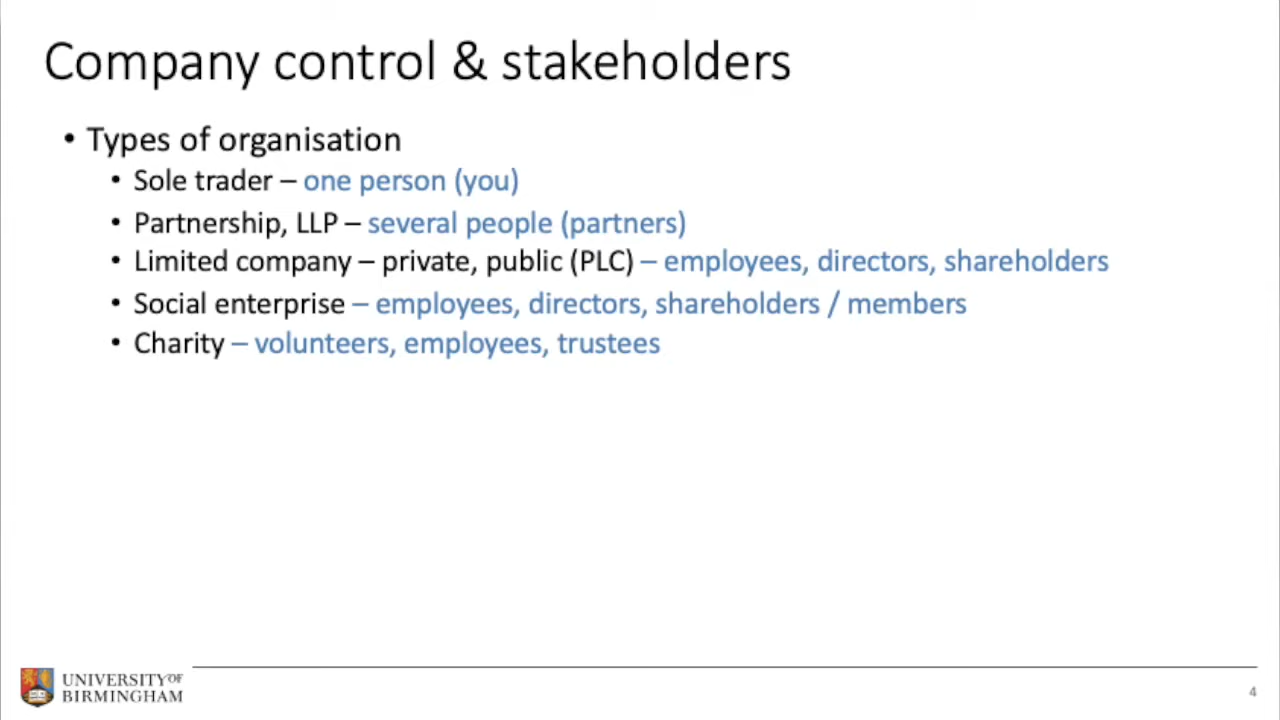 Company control & stakeholders
• Types of organisation
• Sole trader – one person (you)
• Partnership, LLP – several people (partners)
• Limited company – private, public (PLC) – employees, directors, shareholders
• Social enterprise – employees, directors, shareholders / members
• Charity – volunteers, employees, trustees
UNIVERSITY OF
BIRMINGHAM
4